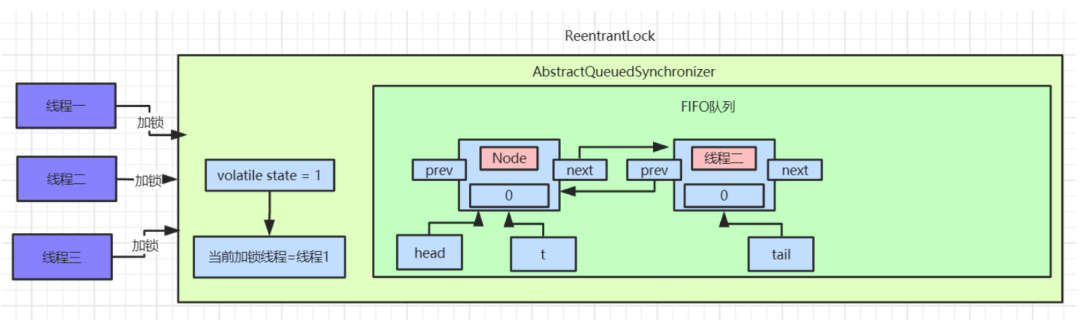 ReentrantLock
AbstractQueuedSynchronizer
FIFO队列
线程一
加锁
线程二
加锁
线程三
加锁
volatile state = 1
当前加锁线程=线程1
prev
Node
next
0
prev
线程二
next
0
head
t
tail